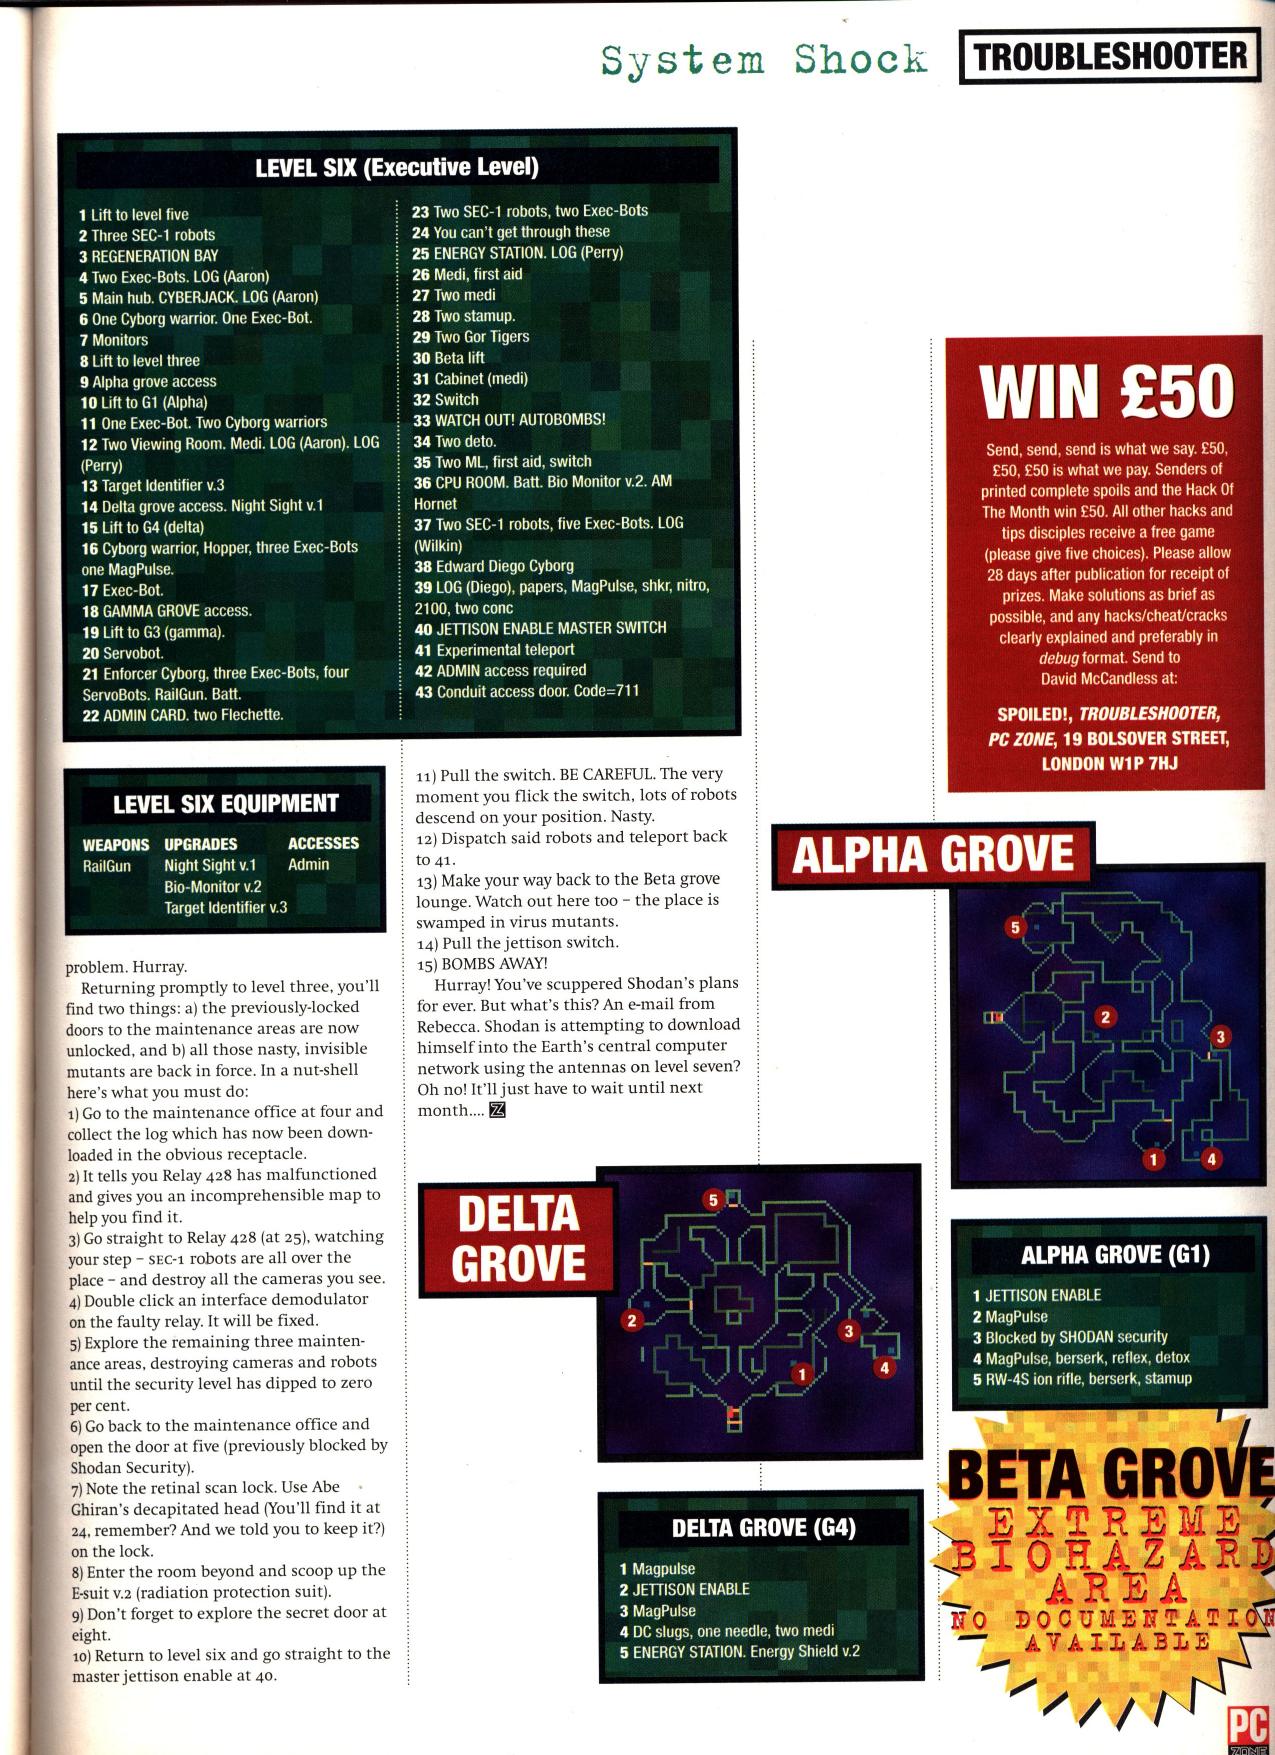 System Shock TROUBLESHOOTER
LEVEL SIX (Executive Level)
1 Lift to level five
2 Three SEC-1 robots
3 REGENERATION BAY
4 Two Exec-Bots. LOG (Aaron)
5 Main hub. CYBERJACK. LOG (Aaron)
6 One Cyborg warrior. One Exec-Bot.
7 Monitors
8 Lift to level three
9 Alpha grove access
10 Lift to G1 (Alpha)
11 One Exec-Bot. Two Cyborg warriors
12 Two Viewing Room. Medi. LOG (Aaron). LOG
(Perry)
13 Target Identifier v.3
14 Delta grove access. Night Sight v.1
15 Lift to G4 (delta)
16 Cyborg warrior, Hopper, three Exec-Bots
one MagPulse.
17 Exec-Bot.
18 GAMMA GROVE access.
19 Lift to G3 (gamma).
20 Servobot.
21 Enforcer Cyborg, three Exec-Bots, four
ServoBots. RailGun. Batt.
22 ADMIN CARD. two Flechette.
23 Two SEC-1 robots, two Exec-Bots
24 You can't get through these
25 ENERGY STATION. LOG (Perry)
26 Medi, first aid
27 Two medi
28 Two stamup.
29 Two Gor Tigers
30 Beta lift
31 Cabinet (medi)
32 Switch
33 WATCH OUT! AUTOBOMBS!
34 Two deto.
35 Two ML, first aid, switch
36 CPU ROOM. Batt. Bio Monitor v.2. AM
Hornet
37 Two SEC-1 robots, five Exec-Bots. LOG
(Wilkin)
38 Edward Diego Cyborg
39 LOG (Diego), papers, MagPulse, shkr, nitro,
2100, two conc
40 JETTISON ENABLE MASTER SWITCH
41 Experimental teleport
42 ADMIN access required
43 Conduit access door. Code=711
LEVEL SIX EQUIPMENT
WEAPONS UPGRADES ACCESSES
RailGun Night Sight v.1 Admin
Bio-Monitor v.2
Target Identifier v.3
problem. Hurray.
Returning promptly to level three, you'll
find two things: a) the previously-locked
doors to the maintenance areas are now
unlocked, and b) all those nasty, invisible
mutants are back in force. In a nut-shell
here's what you must do:
1) Go to the maintenance office at four and
collect the log which has now been down-
loaded in the obvious receptacle.
2) It tells you Relay 428 has malfunctioned
and gives you an incomprehensible map to
help you find it.
3) Go straight to Relay 428 (at 25), watching
your step – SEC-1 robots are all over the
place – and destroy all the cameras you see.
4) Double click an interface demodulator
on the faulty relay. It will be fixed.
5) Explore the remaining three mainten-
ance areas, destroying cameras and robots
until the security level has dipped to zero
per cent.
6) Go back to the maintenance office and
open the door at five (previously blocked by
Shodan Security).
7) Note the retinal scan lock. Use Abe
Ghiran's decapitated head (You'll find it at
24, remember? And we told you to keep it?)
on the lock.
8) Enter the room beyond and scoop up the
E-suit v.2 (radiation protection suit).
9) Don't forget to explore the secret door at
eight.
10) Return to level six and go straight to the
master jettison enable at 40.
11) Pull the switch. BE CAREFUL. The very
moment you flick the switch, lots of robots
descend on your position. Nasty.
12) Dispatch said robots and teleport back
to 41.
13) Make your way back to the Beta grove
lounge. Watch out here too – the place is
swamped in virus mutants.
14) Pull the jettison switch.
15) BOMBS AWAY!
Hurray! You've scuppered Shodan's plans
for ever. But what's this? An e-mail from
Rebecca. Shodan is attempting to download
himself into the Earth's central computer
network using the antennas on level seven?
Oh no! It'll just have to wait until next
month.... Z
DELTA
GROVE
5
2
3
1
4
DELTA GROVE (G4)
1 Magpulse
2 JETTISON ENABLE
3 MagPulse
4 DC slugs, one needle, two medi
5 ENERGY STATION. Energy Shield v.2
WIN £50
Send, send, send is what we say. £50,
£50, £50 is what we pay. Senders of
printed complete spoils and the Hack Of
The Month win £50. All other hacks and
tips disciples receive a free game
(please give five choices). Please allow
28 days after publication for receipt of
prizes. Make solutions as brief as
possible, and any hacks/cheat/cracks
clearly explained and preferably in
debug format. Send to
David McCandless at:
SPOILED!, TROUBLESHOOTER,
PC ZONE, 19 BOLSOVER STREET,
LONDON W1P 7HJ
ALPHA GROVE
5
2
3
1
4
ALPHA GROVE (G1)
1 JETTISON ENABLE
2 MagPulse
3 Blocked by SHODAN security
4 MagPulse, berserk, reflex, detox
5 RW-4S ion rifle, berserk, stamup
BETA GROVE
EXTREME
BIOHAZARD
AREA
NO DOCUMENTATION
AVAILABLE
PC
ZONE